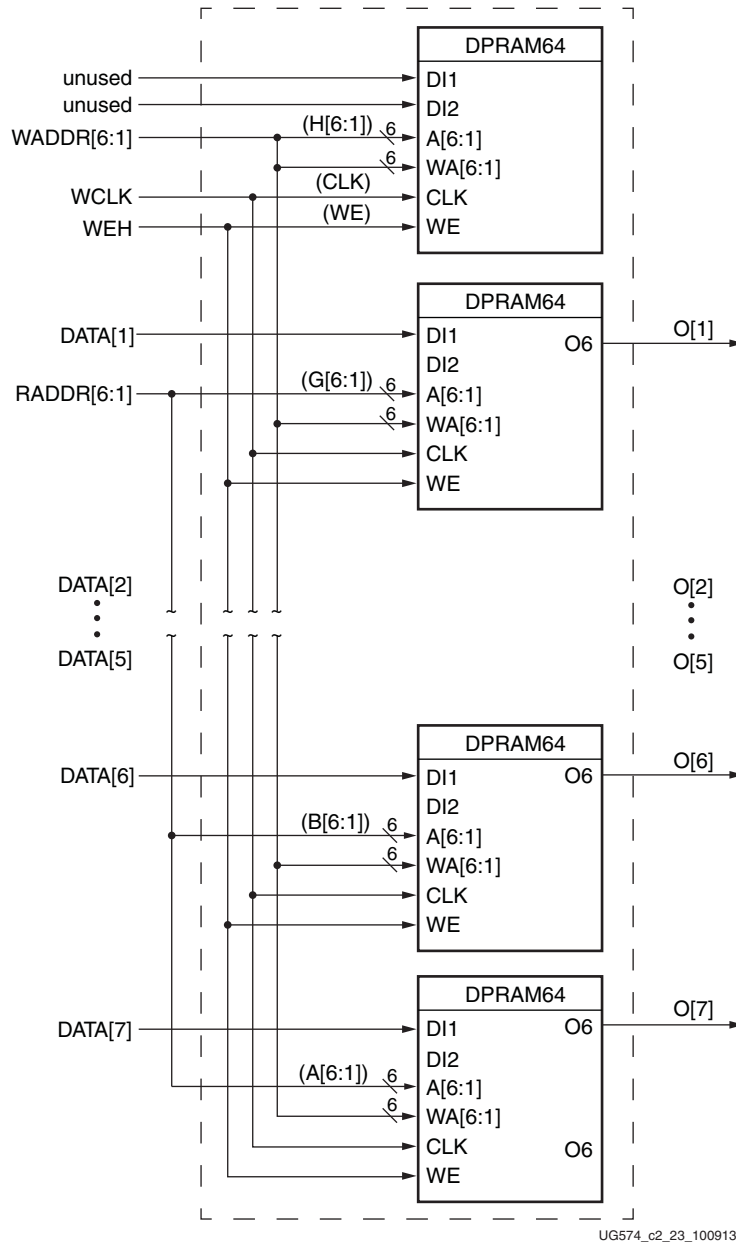 DPRAM64
unused DI1
unused DI2
WADDR[6:1] (H[6:1]) 6 A[6:1]
6 WA[6:1]
WCLK (CLK) CLK
WEH (WE) WE
DPRAM64
DATA[1] DI1 O6 O[1]
DI2
RADDR[6:1] (G[6:1]) 6 A[6:1]
6 WA[6:1]
CLK
WE
DATA[2] O[2]
DATA[5] O[5]
DPRAM64
DATA[6] DI1 O6 O[6]
DI2
(B[6:1]) 6 A[6:1]
6 WA[6:1]
CLK
WE
DPRAM64
DATA[7] DI1 O6 O[7]
DI2
(A[6:1]) 6 A[6:1]
6 WA[6:1]
CLK O6
WE
UG574_c2_23_100913